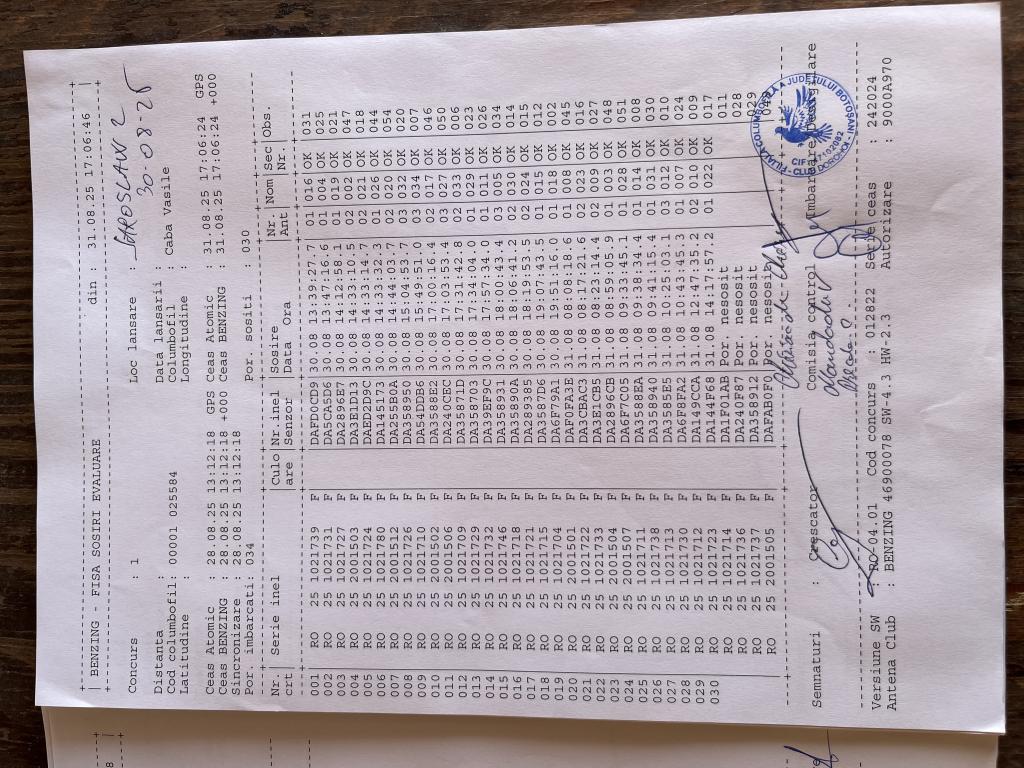 BENZING - FISA SOSIRI EVALUARE din : 31.08.25 17:06:46
Concurs : 1 Loc lansare : JAROSLAW 2
Distanta : Data lansarii : 30-08-25
Cod columbofil: 00001 025584 Columbofil : Caba Vasile
Latitudine : Longitudine :
Ceas Atomic : 28.08.25 13:12:18 GPS Ceas Atomic : 31.08.25 17:06:24 GPS
Ceas BENZING : 28.08.25 13:12:18 +000 Ceas BENZING : 31.08.25 17:06:24 +000
Sincronizare : 28.08.25 13:12:18
Por.imbarcati: 034 Por. sositi : 030
Nr. | Serie inel |Culo |Nr.inel |Sosire |Nr |Nom |Sec |Obs.
crt |are |Senzor |Data Ora |Ant |Nr.
001 RO 25 1021739 F DAFD0CD9 30.08 13:39:27.7 01 016 OK 031
002 RO 25 1021731 F DA5CA5D6 30.08 13:47:16.6 01 004 OK 025
003 RO 25 1021727 F DA2896E7 30.08 14:12:58.1 01 019 OK 021
004 RO 25 2001503 F DA3E1D13 30.08 14:33:10.5 02 002 OK 047
005 RO 25 1021724 F DAED2D9C 30.08 14:33:14.2 02 021 OK 018
006 RO 25 1021780 F DA145173 30.08 14:33:32.3 01 026 OK 044
007 RO 25 2001512 F DA255B0A 30.08 14:44:03.7 02 020 OK 054
008 RO 25 1021726 F DA358950 30.08 15:04:52.7 03 032 OK 020
009 RO 25 1021710 F DA54DDB0 30.08 15:49:51.0 03 034 OK 007
010 RO 25 2001502 F DA3588E2 30.08 17:00:16.4 02 017 OK 046
011 RO 25 2001506 F DA240CEC 30.08 17:03:53.9 03 027 OK 050
012 RO 25 1021709 F DA35871D 30.08 17:31:42.8 02 033 OK 006
013 RO 25 1021729 F DA358703 30.08 17:34:04.0 01 029 OK 023
014 RO 25 1021732 F DA39EF9C 30.08 17:57:34.0 01 011 OK 026
015 RO 25 1021746 F DA358931 30.08 18:00:43.4 03 005 OK 034
016 RO 25 1021718 F DA35890A 30.08 18:06:41.2 03 030 OK 014
017 RO 25 1021721 F DA289385 30.08 18:19:53.5 02 024 OK 015
018 RO 25 1021715 F DA3587D6 30.08 19:07:43.5 01 015 OK 012
019 RO 25 1021704 F DA6F79A1 30.08 19:51:16.0 01 018 OK 002
020 RO 25 2001501 F DAF0FA3E 31.08 08:08:18.6 01 008 OK 045
021 RO 25 1021722 F DA3CBAC3 31.08 08:17:21.6 03 023 OK 016
022 RO 25 1021733 F DA3E1CB5 31.08 08:23:14.4 02 009 OK 027
023 RO 25 2001504 F DA2896CB 31.08 08:59:05.9 01 003 OK 048
024 RO 25 2001507 F DA6F7C05 31.08 09:33:45.1 02 028 OK 051
025 RO 25 1021711 F DA3588EA 31.08 09:38:34.4 02 014 OK 008
026 RO 25 1021738 F DA358940 31.08 09:41:15.4 01 031 OK 030
027 RO 25 1021713 F DA3585E5 31.08 10:25:03.1 03 012 OK 010
028 RO 25 1021730 F DA6F8FA2 31.08 10:43:45.3 01 007 OK 024
029 RO 25 1021712 F DA149CCA 31.08 12:47:35.2 02 010 OK 009
030 RO 25 1021723 F DA144F68 31.08 14:17:57.2 01 022 OK 017
RO 25 1021714 F DA1F01AB Por. nesosit 011
RO 25 1021736 F DA240F87 Por. nesosit 028
RO 25 1021737 F DA358912 Por. nesosit 029
RO 25 2001505 F DAFAB0F0 Por. nesosit 049
Semnaturi : Crescator Comisia control Imbarcare Deziglare
FILIALA COLUMBOFILA A JUDETULUI BOTOSANI
CIF
Versiune SW : RO-04.01 Cod concurs : 012822 Serie ceas : 242024
Antena Club : BENZING 46900078 SW-4.3 HW-2.3 Autorizare : 9000A970